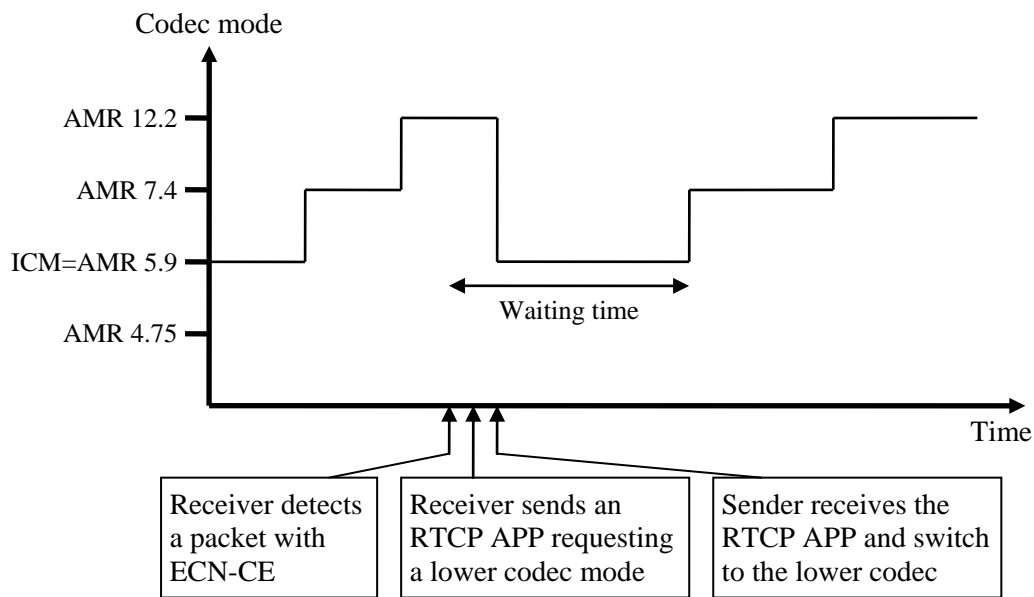 Codec mode
AMR 12.2
AMR 7.4
ICM=AMR 5.9
Waiting time
AMR 4.75
Time
Receiver detects
a packet with
ECN-CE
Receiver sends an
RTCP APP requesting
a lower codec mode
Sender receives the
RTCP APP and switch
to the lower codec